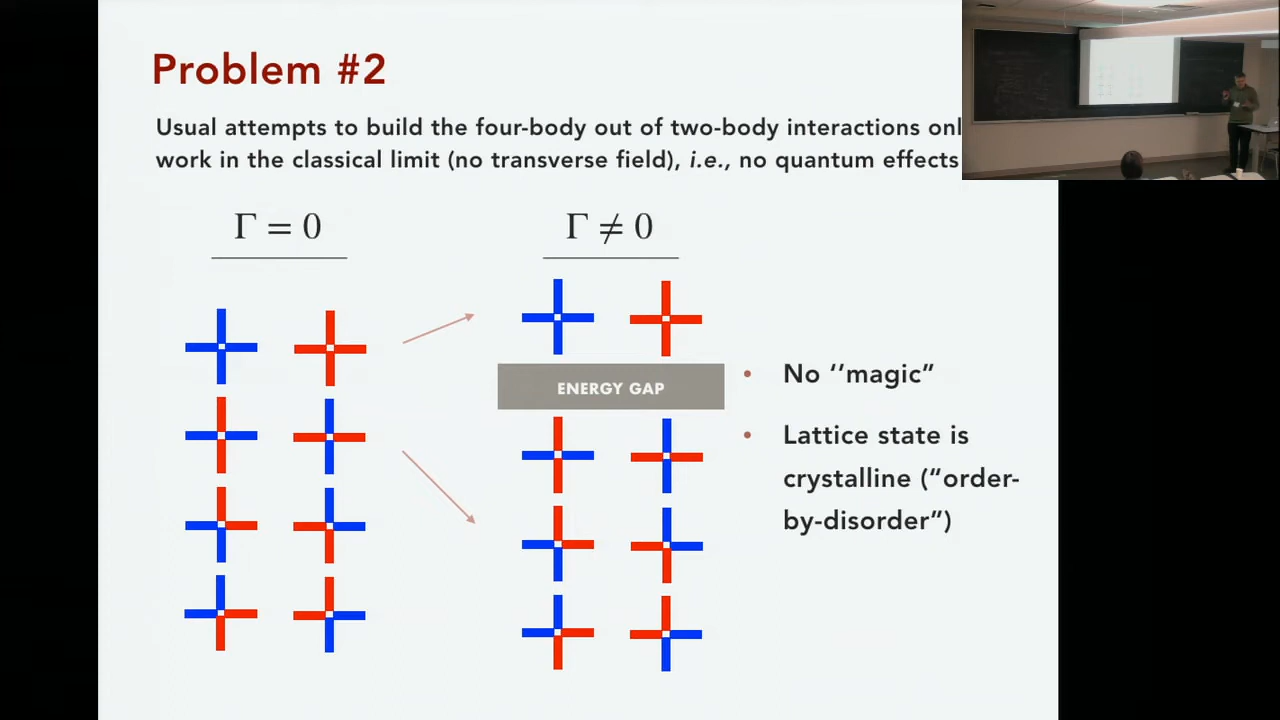 Problem #2
Usual attempts to build the four-body out of two-body interactions
work in the classical limit (no transverse field), i.e., no quantum effects
Γ = 0
Γ ≠ 0
ENERGY GAP
• No ‘’magic”
• Lattice state is
crystalline (“order-
by-disorder”)